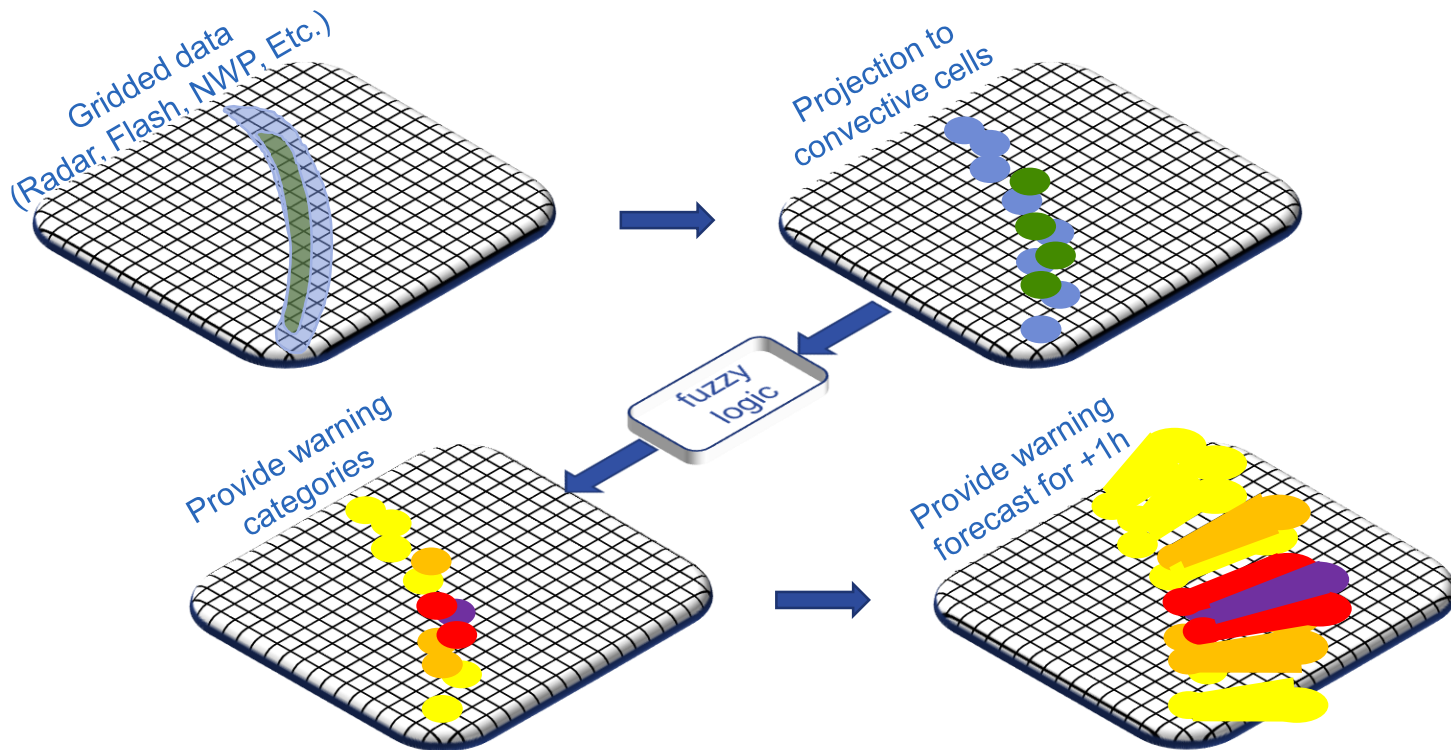 Gridded data
(Radar, Flash, NWP, Etc.)
Projection to
convective cells
fuzzy
logic
Provide warning
categories
Provide warning
forecast for +1h